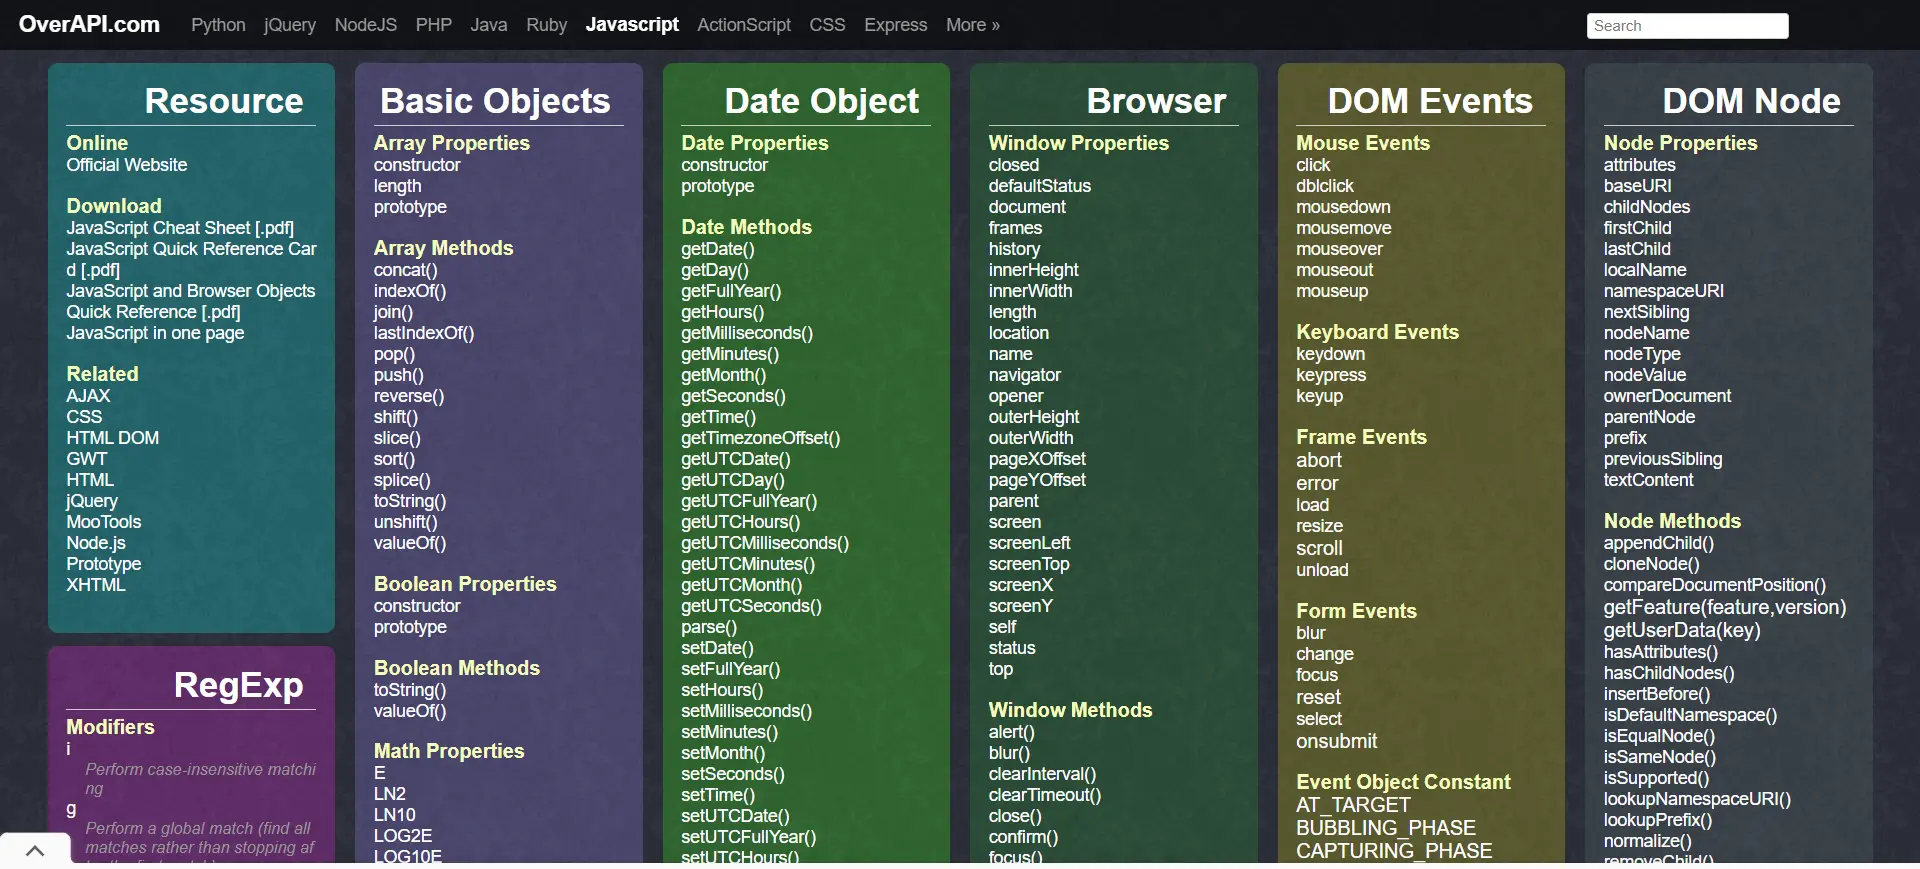 OverAPI.com Python jQuery NodeJS PHP Java Ruby Javascript ActionScript CSS Express More » Search
Resource
Online
Official Website
Download
JavaScript Cheat Sheet [.pdf]
JavaScript Quick Reference Car
d [.pdf]
JavaScript and Browser Objects
Quick Reference [.pdf]
JavaScript in one page
Related
AJAX
CSS
HTML DOM
GWT
HTML
jQuery
MooTools
Node.js
Prototype
XHTML
RegExp
Modifiers
i
Perform case-insensitive matchi
ng
g
Perform a global match (find all
matches rather than stopping af
Basic Objects
Array Properties
constructor
length
prototype
Array Methods
concat()
indexOf()
join()
lastIndexOf()
pop()
push()
reverse()
shift()
slice()
sort()
splice()
toString()
unshift()
valueOf()
Boolean Properties
constructor
prototype
Boolean Methods
toString()
valueOf()
Math Properties
E
LN2
LN10
LOG2E
LOG10E
Date Object
Date Properties
constructor
prototype
Date Methods
getDate()
getDay()
getFullYear()
getHours()
getMilliseconds()
getMinutes()
getMonth()
getSeconds()
getTime()
getTimezoneOffset()
getUTCDate()
getUTCDay()
getUTCFullYear()
getUTCHours()
getUTCMilliseconds()
getUTCMinutes()
getUTCMonth()
getUTCSeconds()
parse()
setDate()
setFullYear()
setHours()
setMilliseconds()
setMinutes()
setMonth()
setSeconds()
setTime()
setUTCDate()
setUTCFullYear()
setUTCHours()
Browser
Window Properties
closed
defaultStatus
document
frames
history
innerHeight
innerWidth
length
location
name
navigator
opener
outerHeight
outerWidth
pageXOffset
pageYOffset
parent
screen
screenLeft
screenTop
screenX
screenY
self
status
top
Window Methods
alert()
blur()
clearInterval()
clearTimeout()
close()
confirm()
focus()
DOM Events
Mouse Events
click
dblclick
mousedown
mousemove
mouseover
mouseout
mouseup
Keyboard Events
keydown
keypress
keyup
Frame Events
abort
error
load
resize
scroll
unload
Form Events
blur
change
focus
reset
select
onsubmit
Event Object Constant
AT_TARGET
BUBBLING_PHASE
CAPTURING_PHASE
DOM Node
Node Properties
attributes
baseURI
childNodes
firstChild
lastChild
localName
namespaceURI
nextSibling
nodeName
nodeType
nodeValue
ownerDocument
parentNode
prefix
previousSibling
textContent
Node Methods
appendChild()
cloneNode()
compareDocumentPosition()
getFeature(feature,version)
getUserData(key)
hasAttributes()
hasChildNodes()
insertBefore()
isDefaultNamespace()
isEqualNode()
isSameNode()
isSupported()
lookupNamespaceURI()
lookupPrefix()
normalize()
removeChild()